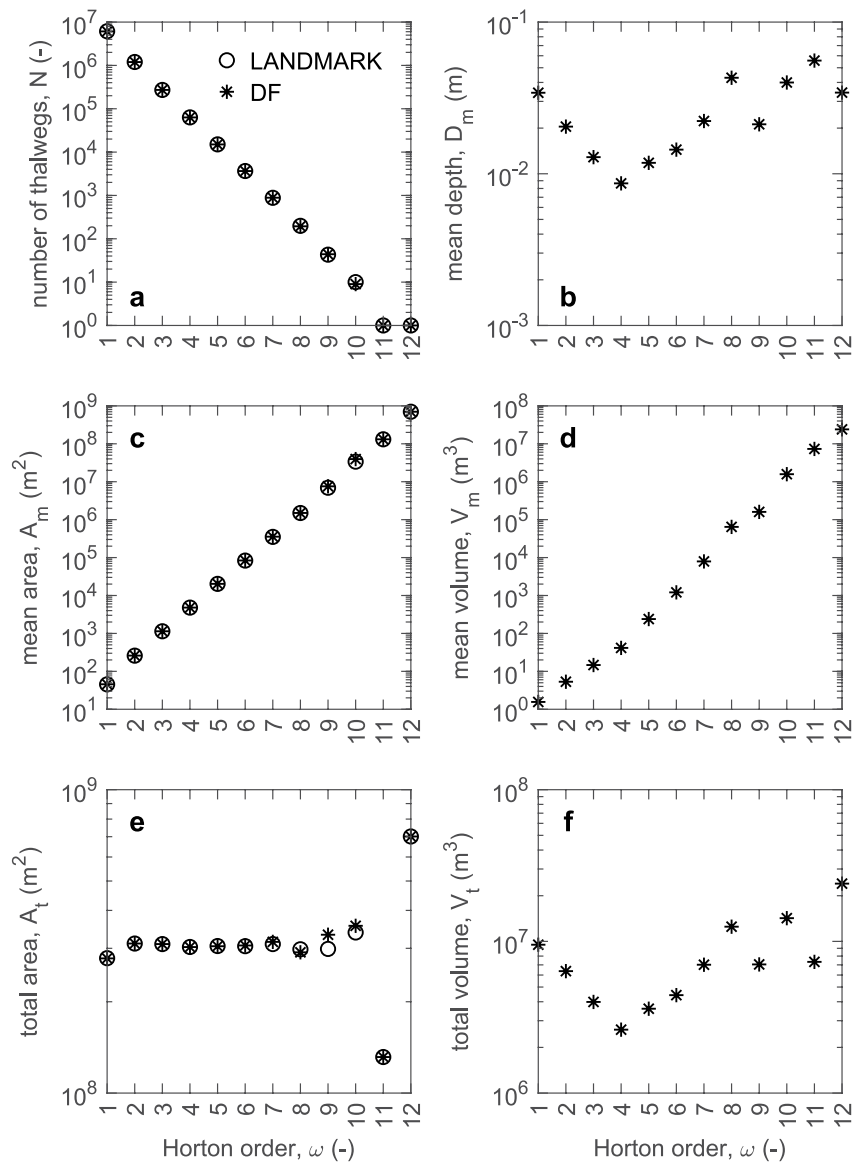 10^7
10^6
10^5
10^4
10^3
10^2
10^1
10^0
number of thalwegs, N (-)
LANDMARK
DF
a
1 2 3 4 5 6 7 8 9 10 11 12
10^-1
10^-2
10^-3
mean depth, D_m (m)
b
1 2 3 4 5 6 7 8 9 10 11 12
10^9
10^8
10^7
10^6
10^5
10^4
10^3
10^2
10^1
mean area, A_m (m^2)
c
1 2 3 4 5 6 7 8 9 10 11 12
10^8
10^7
10^6
10^5
10^4
10^3
10^2
10^1
10^0
mean volume, V_m (m^3)
d
1 2 3 4 5 6 7 8 9 10 11 12
10^9
10^8
total area, A_t (m^2)
e
1 2 3 4 5 6 7 8 9 10 11 12
Horton order, ω (-)
10^8
10^7
10^6
total volume, V_t (m^3)
f
1 2 3 4 5 6 7 8 9 10 11 12
Horton order, ω (-)